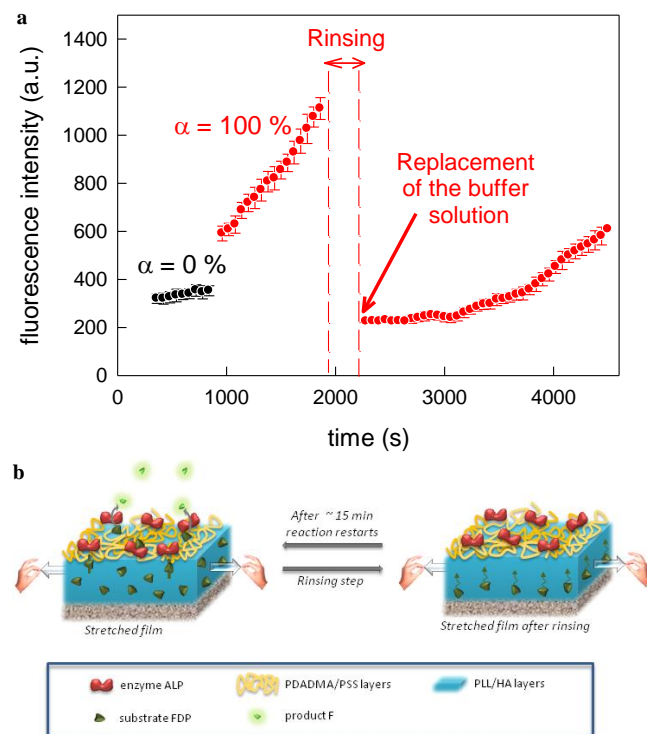 a
1400
1200
1000
800
600
400
200
0
fluorescence intensity (a.u.)
Rinsing
α = 100 %
α = 0 %
Replacement
of the buffer
solution
0
1000
2000
3000
4000
time (s)
b
After ~ 15 min
reaction restarts
Rinsing step
Stretched film
Stretched film after rinsing
enzyme ALP
PDADMA/PSS layers
PLL/HA layers
substrate FDP
product F